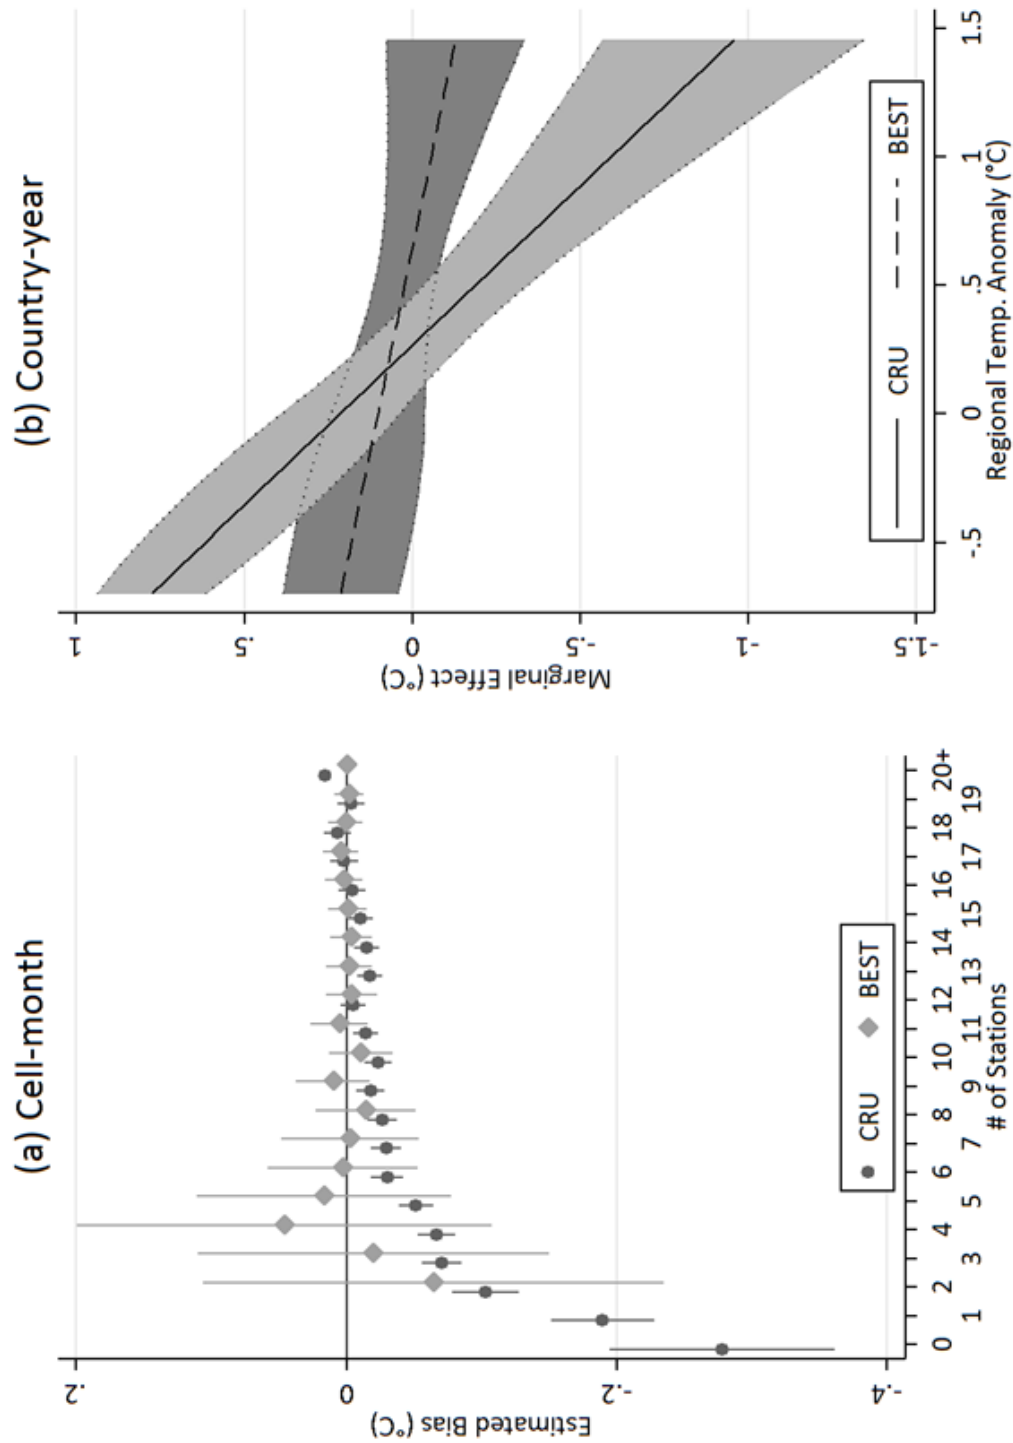 (a) Cell-month
Estimated Bias (°C)
.2
0
-.2
-.4
0 1 2 3 4 5 6 7 8 9 10 11 12 13 14 15 16 17 18 19 20+
# of Stations
CRU BEST
(b) Country-year
Marginal Effect (°C)
1
.5
0
-.5
-1
-1.5
-.5 0 .5 1 1.5
Regional Temp. Anomaly (°C)
CRU BEST